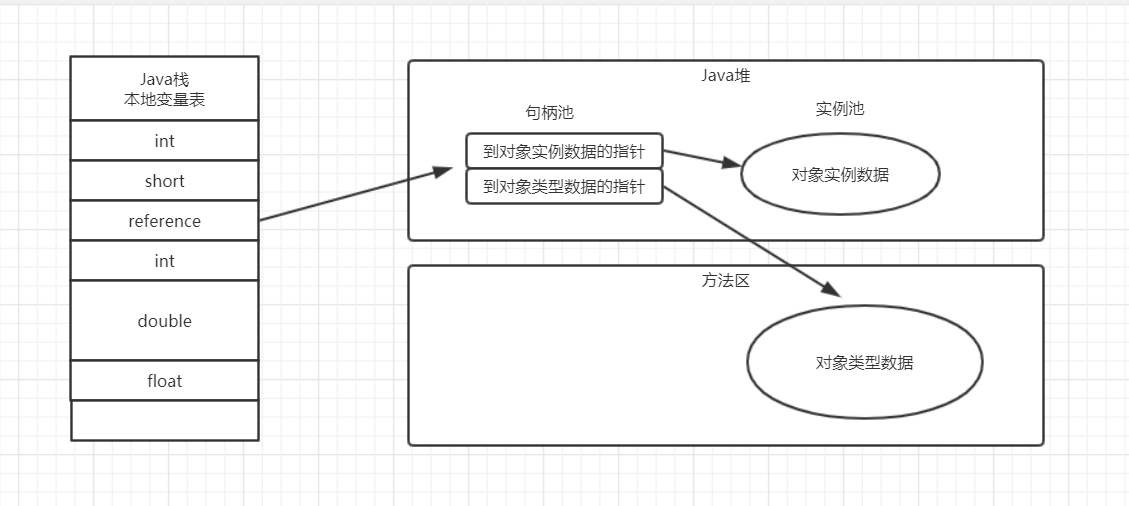 Java栈
本地变量表
int
short
reference
int
double
float
Java堆
句柄池
实例池
到对象实例数据的指针
到对象类型数据的指针
对象实例数据
方法区
对象类型数据